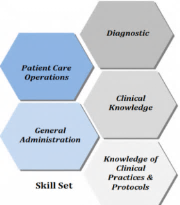 Diagnostic
Patient Care
Operations
Clinical
Knowledge
General
Administration
Knowledge of
Clinical
Practices &
Protocols
Skill Set